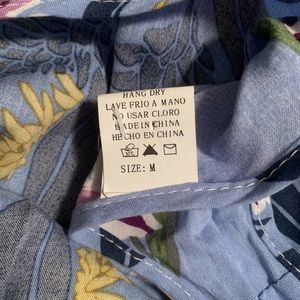 HANG DRY
LAVE FRIO A MANO
NO USAR CLORO
MADE IN CHINA
HECHO EN CHINA
SIZE: M